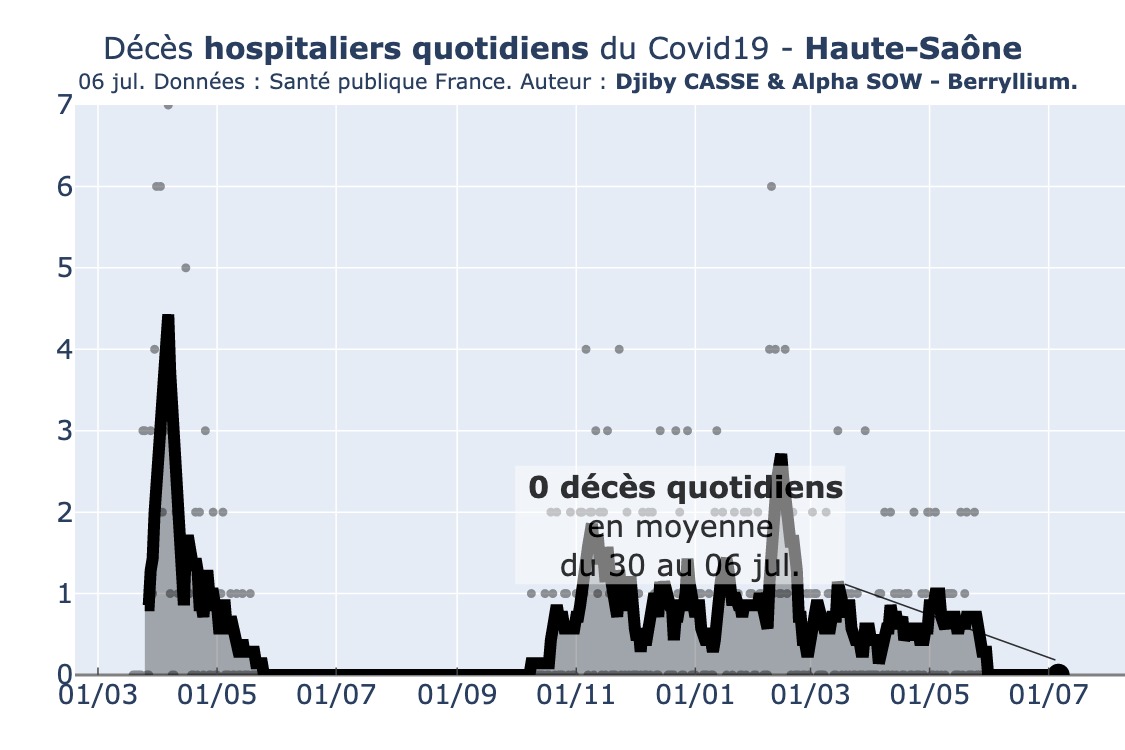 Décès hospitaliers quotidiens du Covid19 - Haute-Saône
06 jul. Données : Santé publique France. Auteur : Djiby CASSE & Alpha SOW - Berryllium.
7
6
5
4
3
2
1
0
0 décès quotidiens
en moyenne
du 30 au 06 jul.
01/03 01/05 01/07 01/09 01/11 01/01 01/03 01/05 01/07